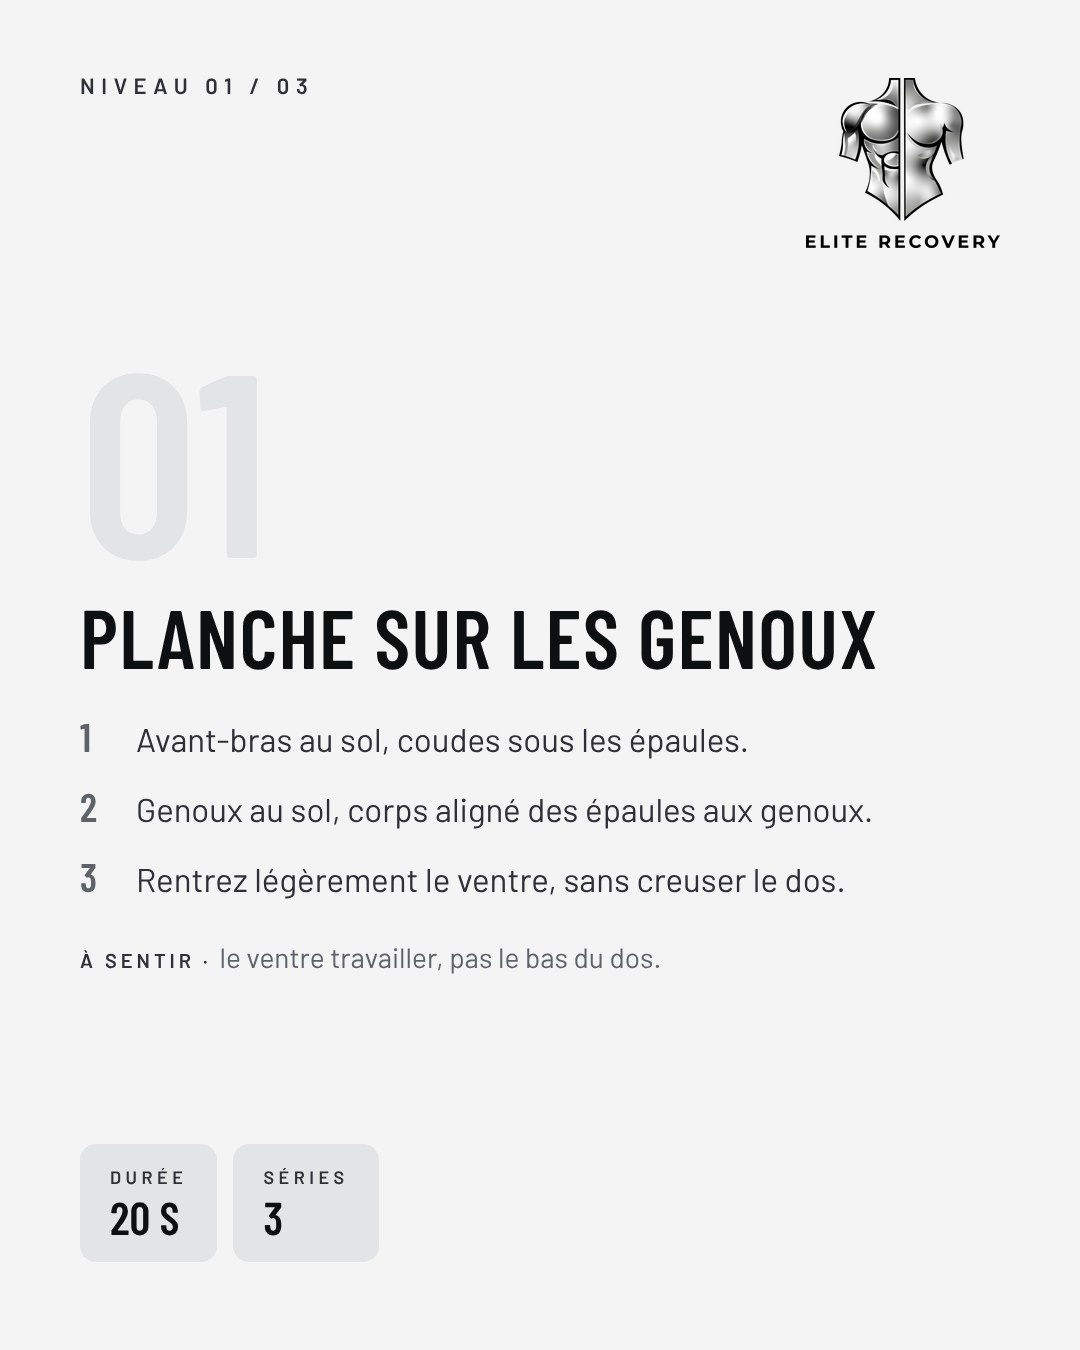 NIVEAU 01 / 03
ELITE RECOVERY
01
PLANCHE SUR LES GENOUX
1 Avant-bras au sol, coudes sous les épaules.
2 Genoux au sol, corps aligné des épaules aux genoux.
3 Rentrez légèrement le ventre, sans creuser le dos.
À SENTIR · le ventre travailler, pas le bas du dos.
DURÉE SÉRIES
20 S 3